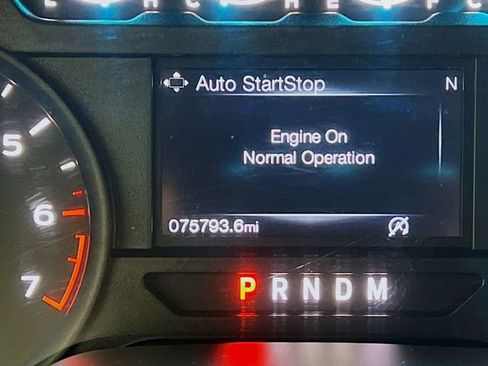 L H C H E F C
Auto StartStop N
5
Engine On
Normal Operation
6
075793.6mi
7
P R N D M